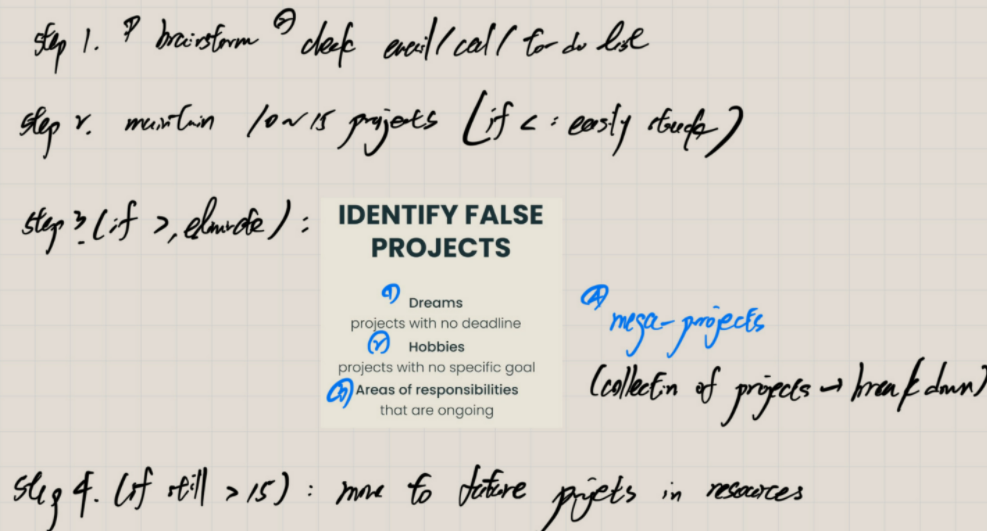 step 1. ① brainstorm ② check email / call / to do list
step 2. maintain 10~15 projects (if < : easily stuck)
step 3 (if >, eliminate) :
IDENTIFY FALSE
PROJECTS
① Dreams
projects with no deadline
② Hobbies
projects with no specific goal
③ Areas of responsibilities
that are ongoing
④ mega-projects
(collection of projects → break down)
step 4. (if still > 15) : move to future projects in resources